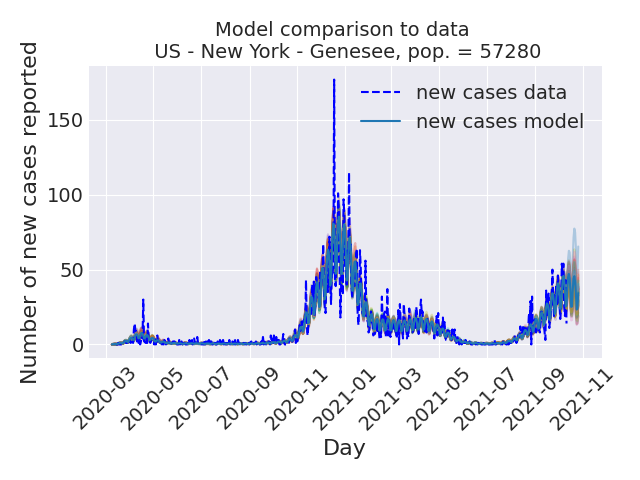 Model comparison to data
US - New York - Genesee, pop. = 57280
Number of new cases reported
150
100
50
0
new cases data
new cases model
2020-03
2020-05
2020-07
2020-09
2020-11
2021-01
2021-03
2021-05
2021-07
2021-09
2021-11
Day